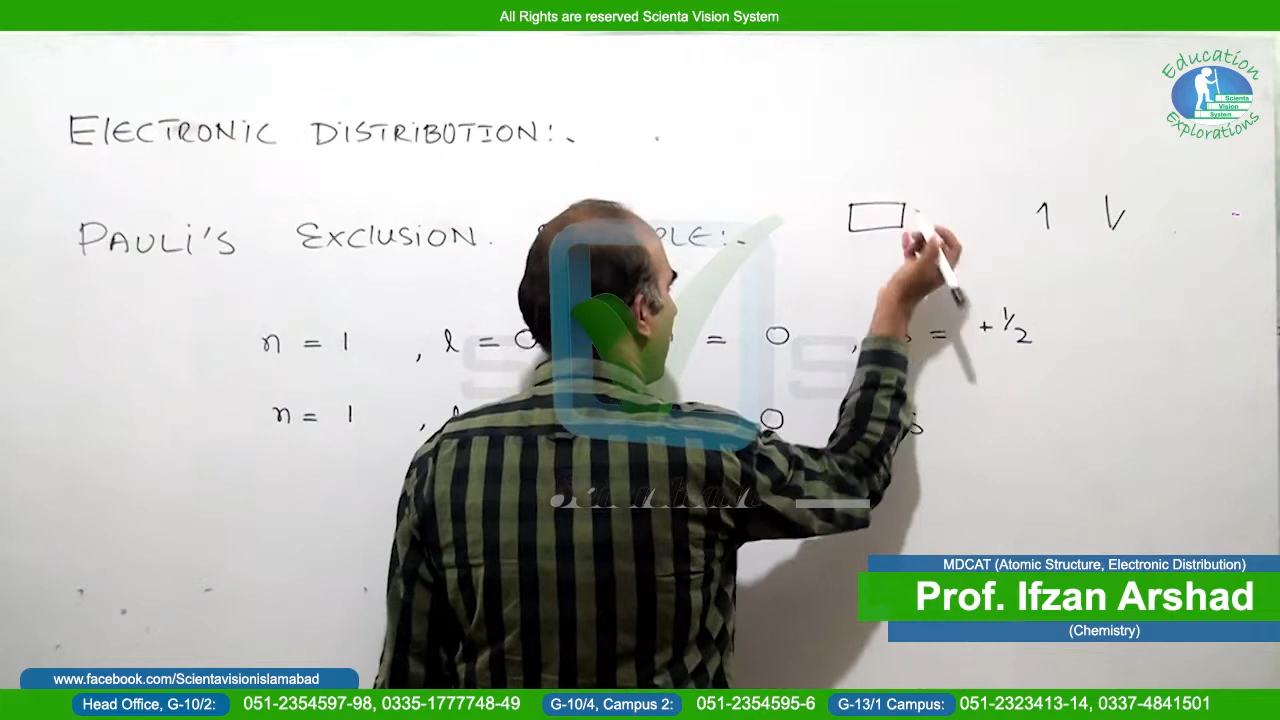 All Rights are reserved Scienta Vision System
Education
Scienta
Vision
System
Explorations
ELECTRONIC DISTRIBUTION:-
PAULI'S EXCLUSION
n = 1 , l = 0 = 0 , = + 1/2
n = 1 , 0
MDCAT (Atomic Structure, Electronic Distribution)
Prof. Ifzan Arshad
(Chemistry)
www.facebook.com/Scientavisionislamabad
Head Office, G-10/2: 051-2354597-98, 0335-1777748-49 G-10/4, Campus 2: 051-2354595-6 G-13/1 Campus: 051-2323413-14, 0337-4841501